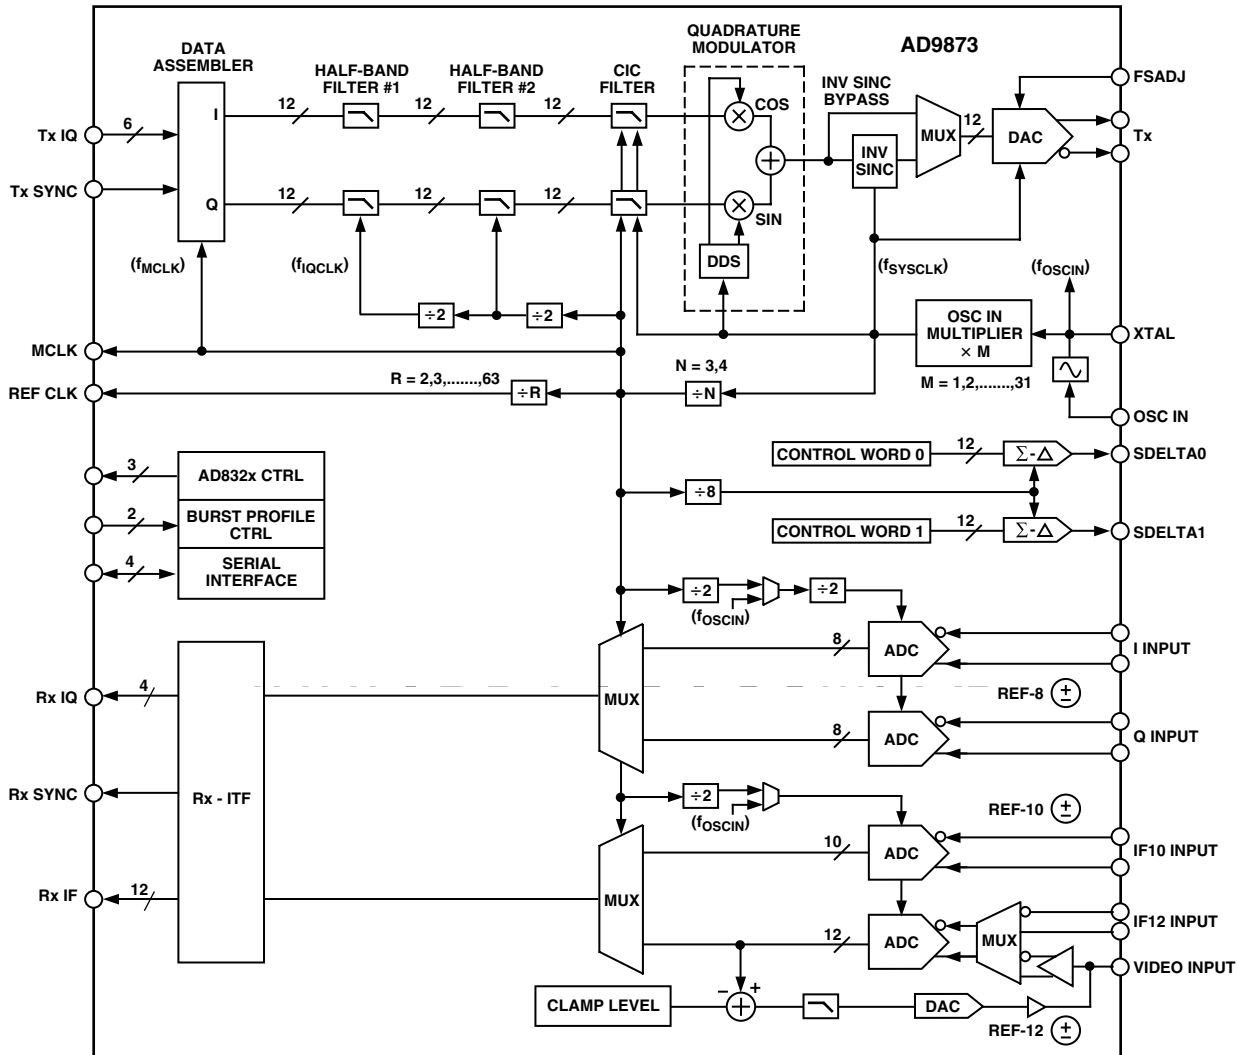 AD9873
QUADRATURE
MODULATOR
DATA
ASSEMBLER
HALF-BAND
FILTER #1
HALF-BAND
FILTER #2
CIC
FILTER
INV SINC
BYPASS
FSADJ
Tx IQ
6
I
12
12
12
COS
MUX
12
DAC
Tx
INV
SINC
Tx SYNC
Q
12
12
12
SIN
DDS
(fMCLK)
(fIQCLK)
(fSYSCLK)
(fOSCIN)
÷2
÷2
OSC IN
MULTIPLIER
× M
XTAL
MCLK
N = 3,4
M = 1,2,.......,31
REF CLK
R = 2,3,.......,63
÷R
÷N
OSC IN
3
AD832x CTRL
CONTROL WORD 0
12
Σ-Δ
SDELTA0
÷8
2
BURST PROFILE
CTRL
CONTROL WORD 1
12
Σ-Δ
SDELTA1
4
SERIAL
INTERFACE
÷2
÷2
(fOSCIN)
8
ADC
I INPUT
Rx IQ
4
MUX
REF-8
8
ADC
Q INPUT
Rx SYNC
Rx - ITF
÷2
(fOSCIN)
REF-10
10
ADC
IF10 INPUT
Rx IF
12
MUX
12
ADC
MUX
IF12 INPUT
VIDEO INPUT
CLAMP LEVEL
– +
DAC
REF-12